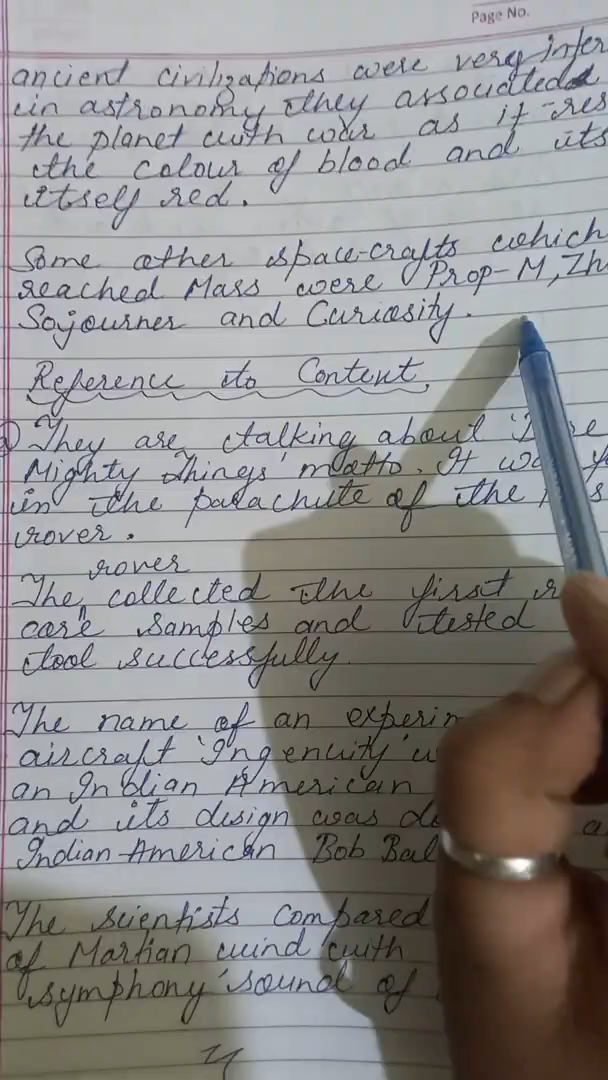 Page No.
ancient civilizations were very
in astronomy they associated
the planet with war as it
the colour of blood and its
itself red.
Some other space-crafts which
reached Mass were Prop-M,
Sojourner and Curiosity.
Reference to Content
They are talking about
Mighty things' motto. It
in the parachute of the
rover.
rover
The collected the first
core samples and tested
tool successfully.
The name of an
aircraft 'Ingenuity'
an Indian American
and its design was
Indian-American Bob
The scientists compared
of Martian wind with
symphony' sound of